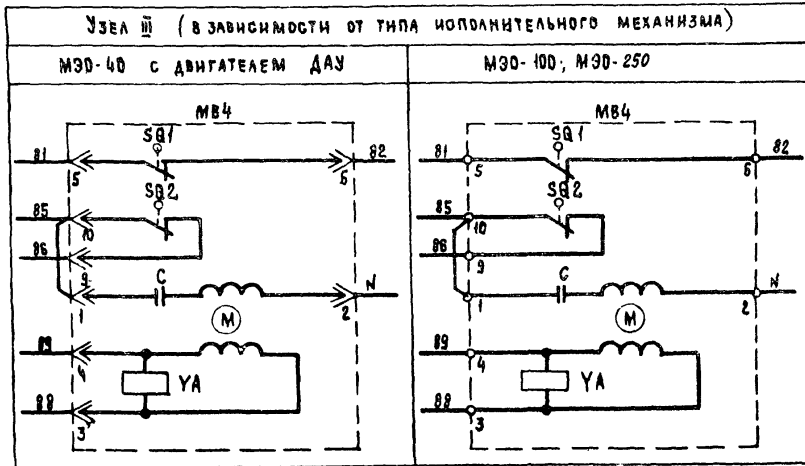 УЗЕЛ III (В ЗАВИСИМОСТИ ОТ ТИПА ИСПОЛНИТЕЛЬНОГО МЕХАНИЗМА)
МЭО-40 С ДВИГАТЕЛЕМ ДАУ
МЭО-100; МЭО-250
МВ4
SQ1
81
82
5
6
SQ2
85
10
86
9
C
N
1
2
М
89
4
YA
88
3
МВ4
SQ1
81
82
5
6
SQ2
85
10
86
9
C
N
1
2
М
89
4
YA
88
3